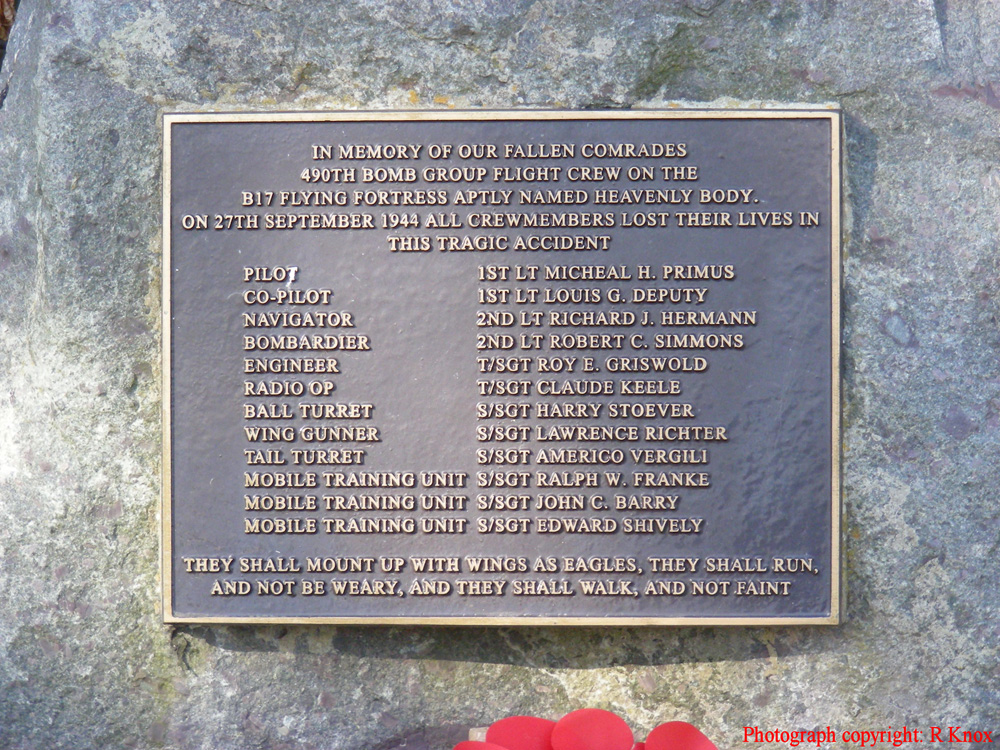 IN MEMORY OF OUR FALLEN COMRADES
490TH BOMB GROUP FLIGHT CREW ON THE
B17 FLYING FORTRESS APTLY NAMED HEAVENLY BODY.
ON 27TH SEPTEMBER 1944 ALL CREWMEMBERS LOST THEIR LIVES IN
THIS TRAGIC ACCIDENT
PILOT 1ST LT MICHEAL H. PRIMUS
CO-PILOT 1ST LT LOUIS G. DEPUTY
NAVIGATOR 2ND LT RICHARD J. HERMANN
BOMBARDIER 2ND LT ROBERT C. SIMMONS
ENGINEER T/SGT ROY E. GRISWOLD
RADIO OP T/SGT CLAUDE KEELE
BALL TURRET S/SGT HARRY STOEVER
WING GUNNER S/SGT LAWRENCE RICHTER
TAIL TURRET S/SGT AMERICO VERGILI
MOBILE TRAINING UNIT S/SGT RALPH W. FRANKE
MOBILE TRAINING UNIT S/SGT JOHN C. BARRY
MOBILE TRAINING UNIT S/SGT EDWARD SHIVELY
THEY SHALL MOUNT UP WITH WINGS AS EAGLES, THEY SHALL RUN,
AND NOT BE WEARY, AND THEY SHALL WALK, AND NOT FAINT
Photograph copyright: R Knox